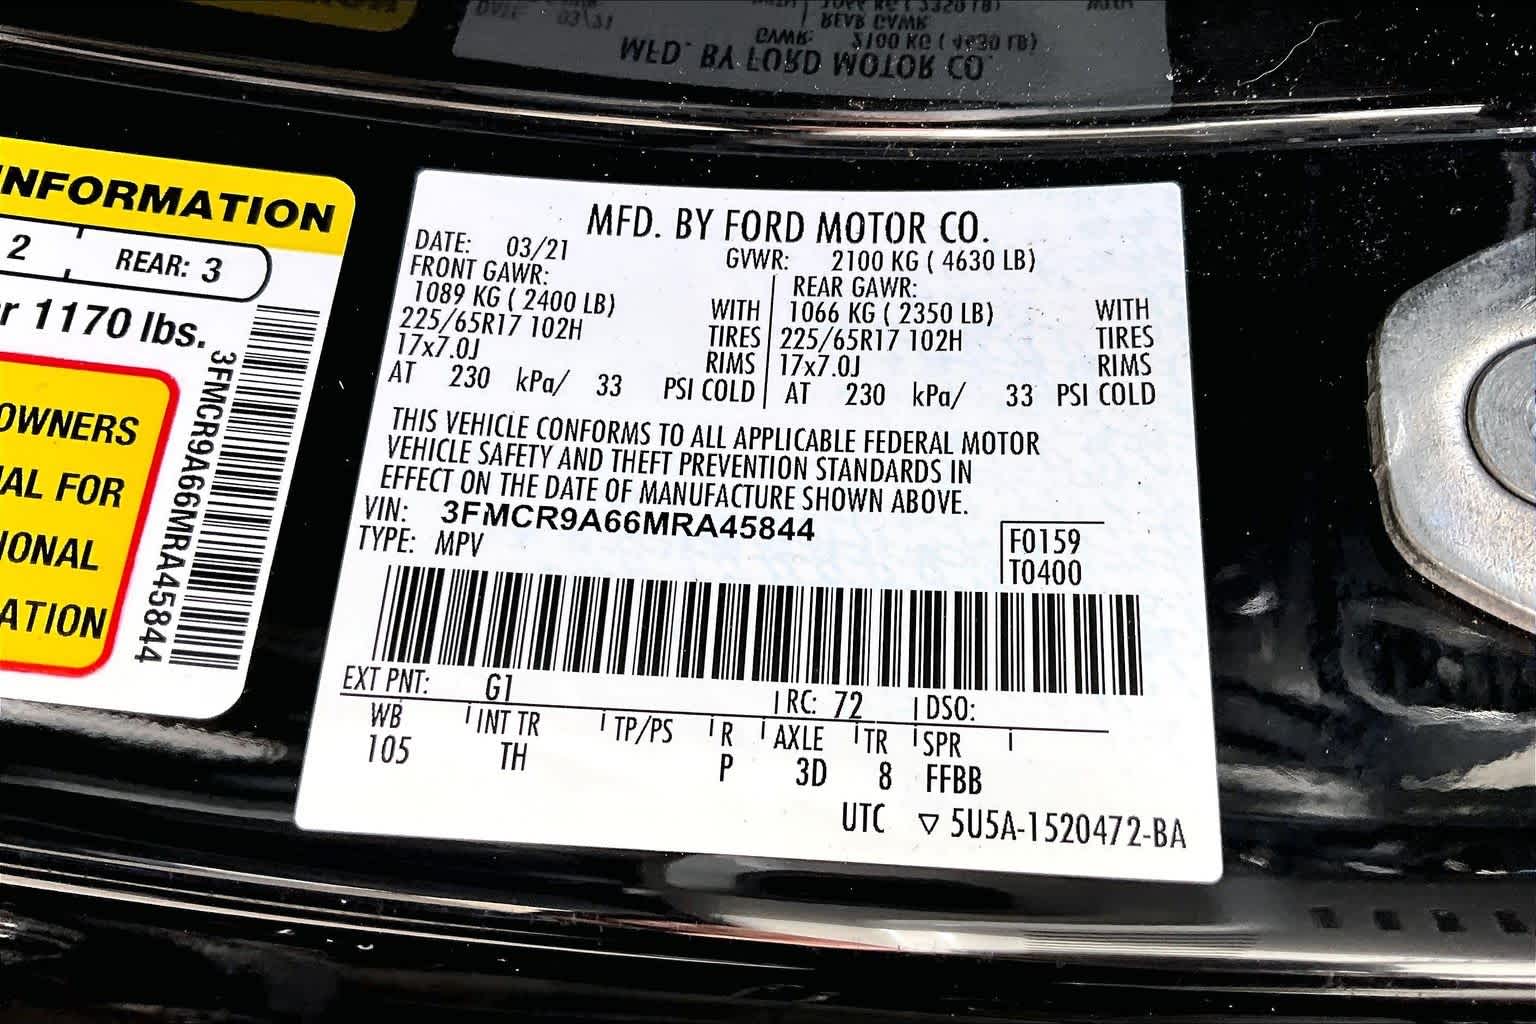 INFORMATION
2 REAR: 3
r 1170 lbs.
OWNERS
AL FOR
IONAL
ATION
3FMCR9A66MRA45844
MFD. BY FORD MOTOR CO.
DATE: 03/21 GVWR: 2100 KG ( 4630 LB)
FRONT GAWR: REAR GAWR:
1089 KG ( 2400 LB) WITH 1066 KG ( 2350 LB) WITH
225/65R17 102H TIRES 225/65R17 102H TIRES
17x7.0J RIMS 17x7.0J RIMS
AT 230 kPa/ 33 PSI COLD AT 230 kPa/ 33 PSI COLD
THIS VEHICLE CONFORMS TO ALL APPLICABLE FEDERAL MOTOR
VEHICLE SAFETY AND THEFT PREVENTION STANDARDS IN
EFFECT ON THE DATE OF MANUFACTURE SHOWN ABOVE.
VIN: 3FMCR9A66MRA45844
TYPE: MPV
F0159
T0400
EXT PNT: G1 RC: 72 DSO:
WB INT TR TP/PS R AXLE TR SPR
105 TH P 3D 8 FFBB
UTC ▽ 5U5A-1520472-BA